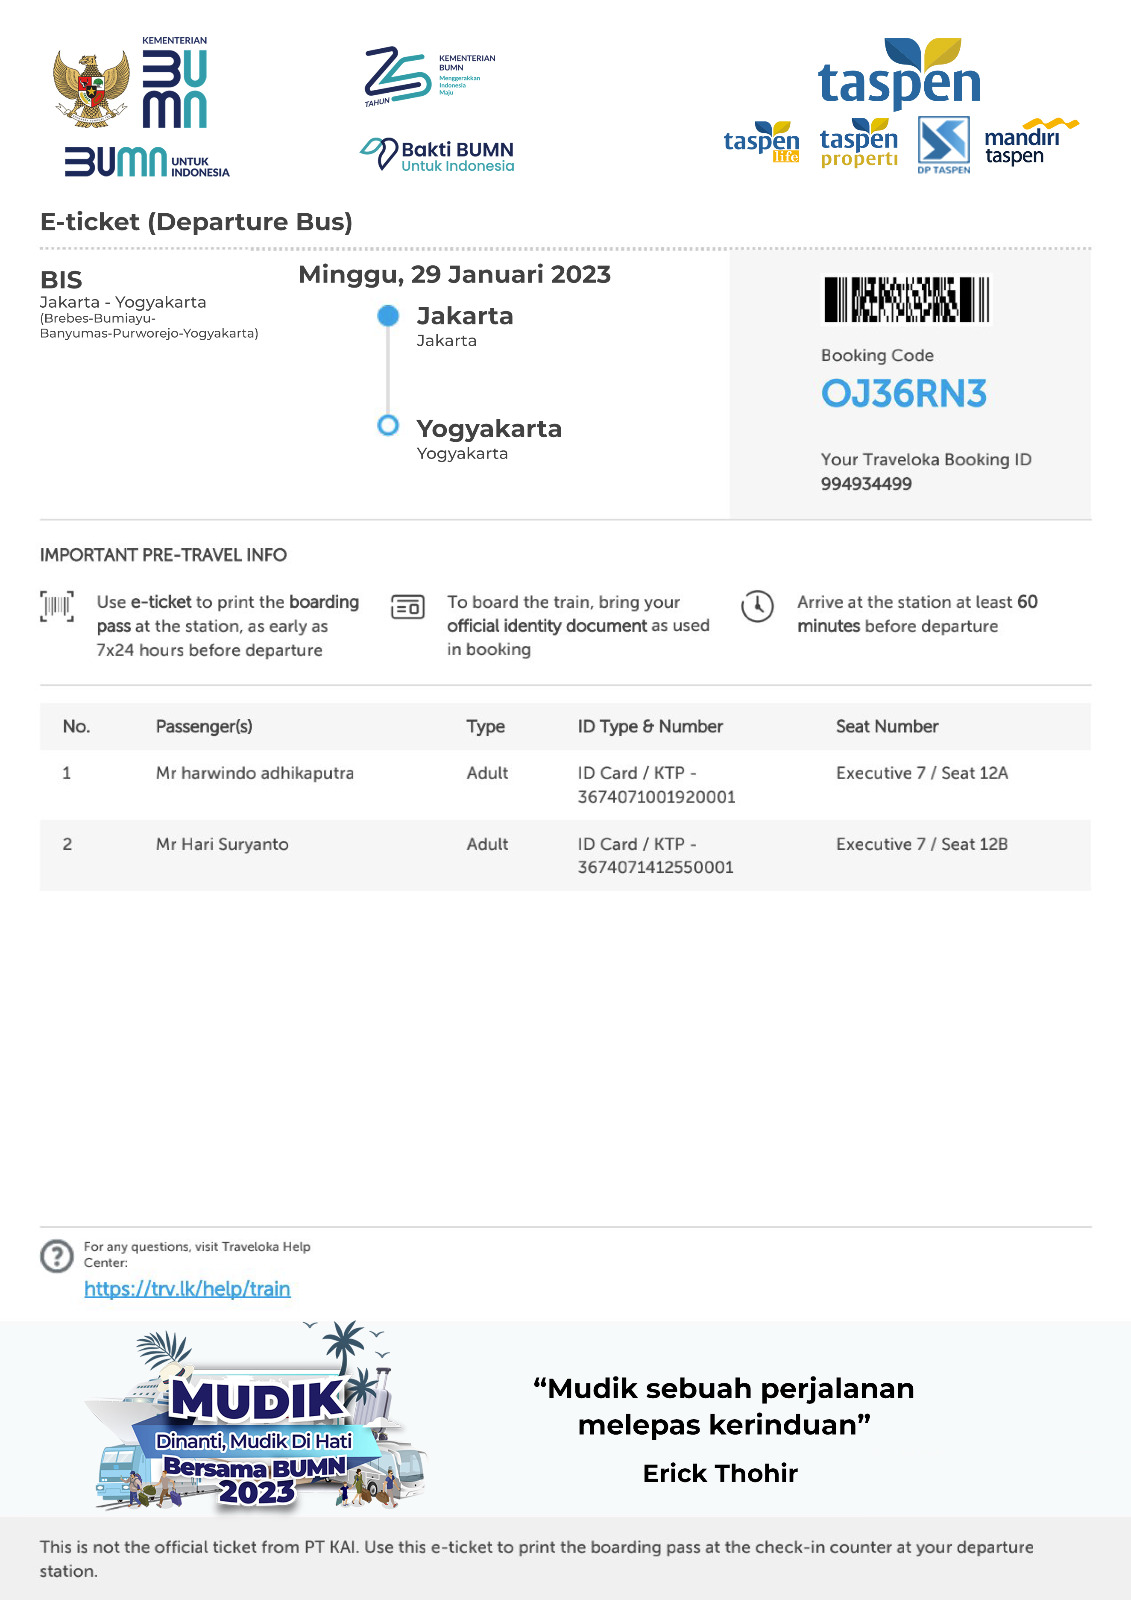 KEMENTERIAN
BUMN
BUMN UNTUK
INDONESIA
25
TAHUN
KEMENTERIAN
BUMN
Menggerakkan
Indonesia
Maju
Bakti BUMN
Untuk Indonesia
taspen
taspen
life
taspen
properti
DP TASPEN
mandiri
taspen
E-ticket (Departure Bus)
BIS
Jakarta - Yogyakarta
(Brebes-Bumiayu-
Banyumas-Purworejo-Yogyakarta)
Minggu, 29 Januari 2023
Jakarta
Jakarta
Yogyakarta
Yogyakarta
Booking Code
OJ36RN3
Your Traveloka Booking ID
994934499
IMPORTANT PRE-TRAVEL INFO
Use e-ticket to print the boarding
pass at the station, as early as
7x24 hours before departure
To board the train, bring your
official identity document as used
in booking
Arrive at the station at least 60
minutes before departure
No. Passenger(s) Type ID Type & Number Seat Number
1 Mr harwindo adhikaputra Adult ID Card / KTP - Executive 7 / Seat 12A
3674071001920001
2 Mr Hari Suryanto Adult ID Card / KTP - Executive 7 / Seat 12B
3674071412550001
For any questions, visit Traveloka Help
Center:
https://trv.lk/help/train
MUDIK
Dinanti, Mudik Di Hati
Bersama BUMN
2023
“Mudik sebuah perjalanan
melepas kerinduan”
Erick Thohir
This is not the official ticket from PT KAI. Use this e-ticket to print the boarding pass at the check-in counter at your departure
station.